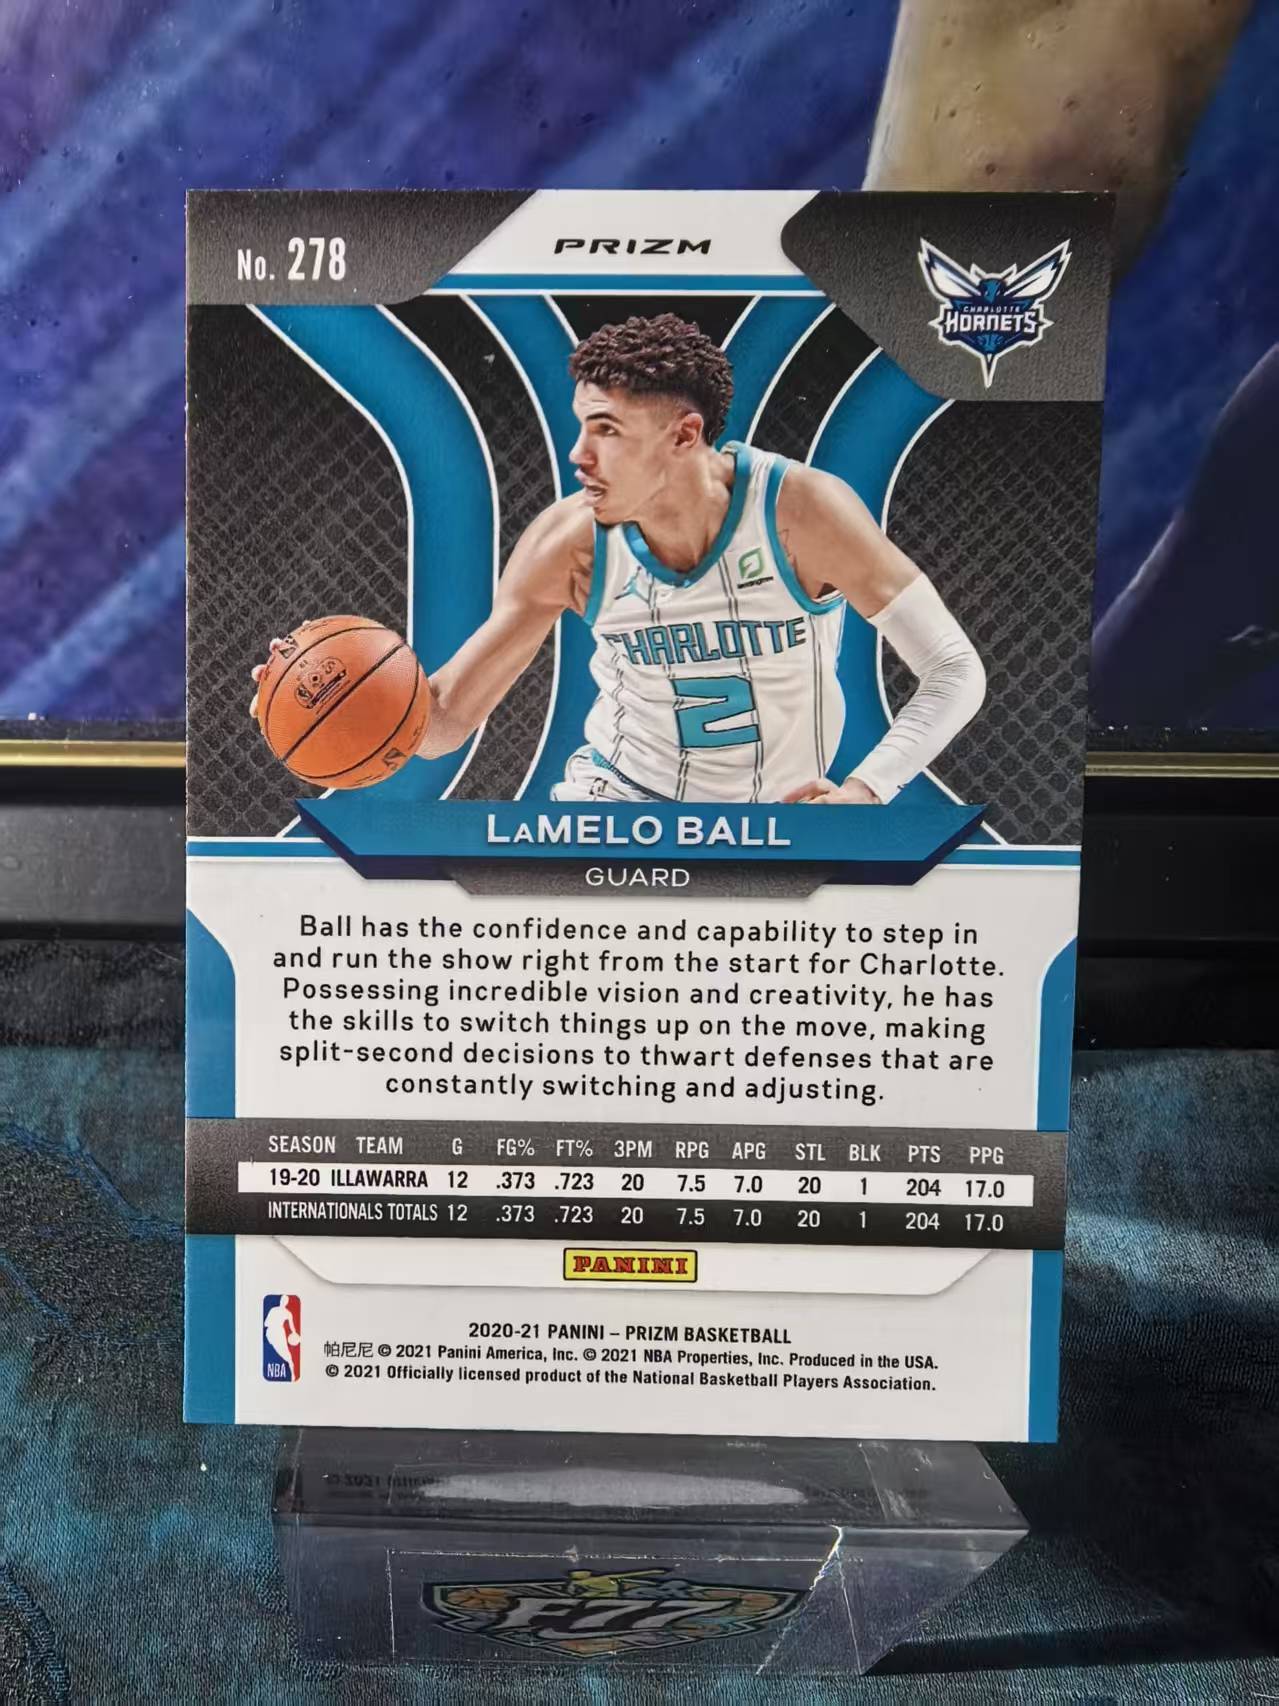 No. 278
PRIZM
CHARLOTTE
HORNETS
CHARLOTTE
2
LaMELO BALL
GUARD
Ball has the confidence and capability to step in
and run the show right from the start for Charlotte.
Possessing incredible vision and creativity, he has
the skills to switch things up on the move, making
split-second decisions to thwart defenses that are
constantly switching and adjusting.
SEASON TEAM G FG% FT% 3PM RPG APG STL BLK PTS PPG
19-20 ILLAWARRA 12 .373 .723 20 7.5 7.0 20 1 204 17.0
INTERNATIONALS TOTALS 12 .373 .723 20 7.5 7.0 20 1 204 17.0
PANINI
NBA
2020-21 PANINI – PRIZM BASKETBALL
帕尼尼 © 2021 Panini America, Inc. © 2021 NBA Properties, Inc. Produced in the USA.
© 2021 Officially licensed product of the National Basketball Players Association.
FZZ